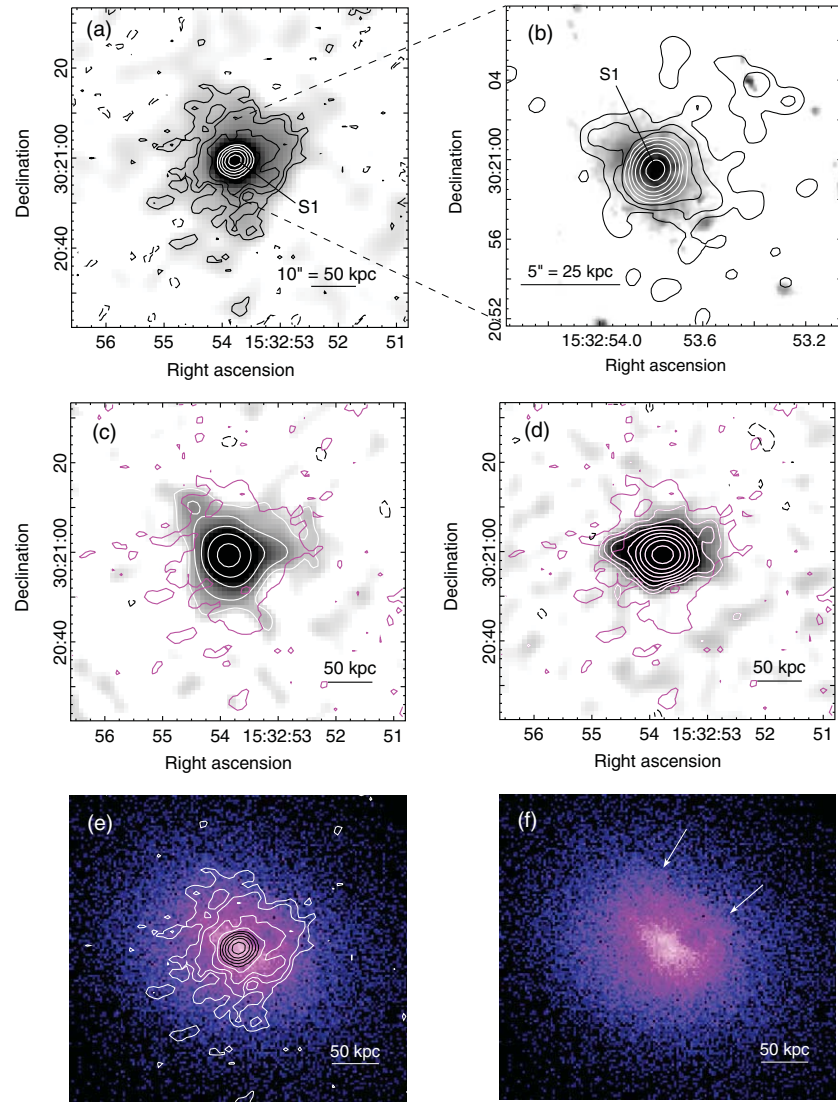 (a)
20
30:21:00
20:40
Declination
S1
10" = 50 kpc
56 55 54 15:32:53 52 51
Right ascension
(b)
S1
04
30:21:00
56
20:52
Declination
5" = 25 kpc
15:32:54.0 53.6 53.2
Right ascension
(c)
20
30:21:00
20:40
Declination
50 kpc
56 55 54 15:32:53 52 51
Right ascension
(d)
20
30:21:00
20:40
Declination
50 kpc
56 55 54 15:32:53 52 51
Right ascension
(e)
50 kpc
(f)
50 kpc